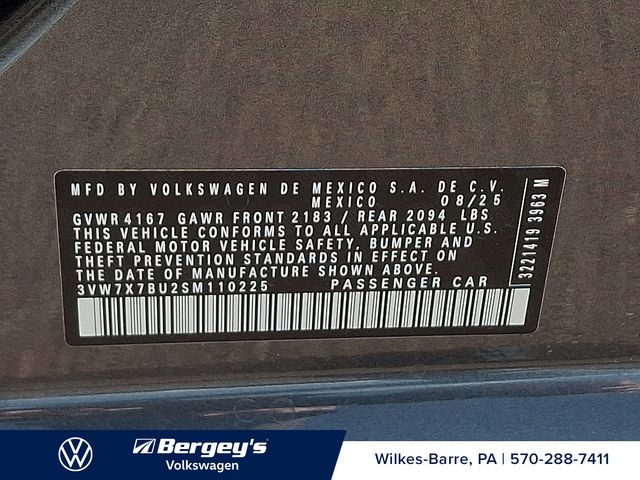 MFD BY VOLKSWAGEN DE MEXICO S.A. DE C.V.
MEXICO 08/25
GVWR 4167 GAWR FRONT 2183 / REAR 2094 LBS
THIS VEHICLE CONFORMS TO ALL APPLICABLE U.S.
FEDERAL MOTOR VEHICLE SAFETY, BUMPER AND
THEFT PREVENTION STANDARDS IN EFFECT ON
THE DATE OF MANUFACTURE SHOWN ABOVE.
3VW7X7BU2SM110225 PASSENGER CAR
3221419 3963 M
Bergey's
Volkswagen
Wilkes-Barre, PA | 570-288-7411